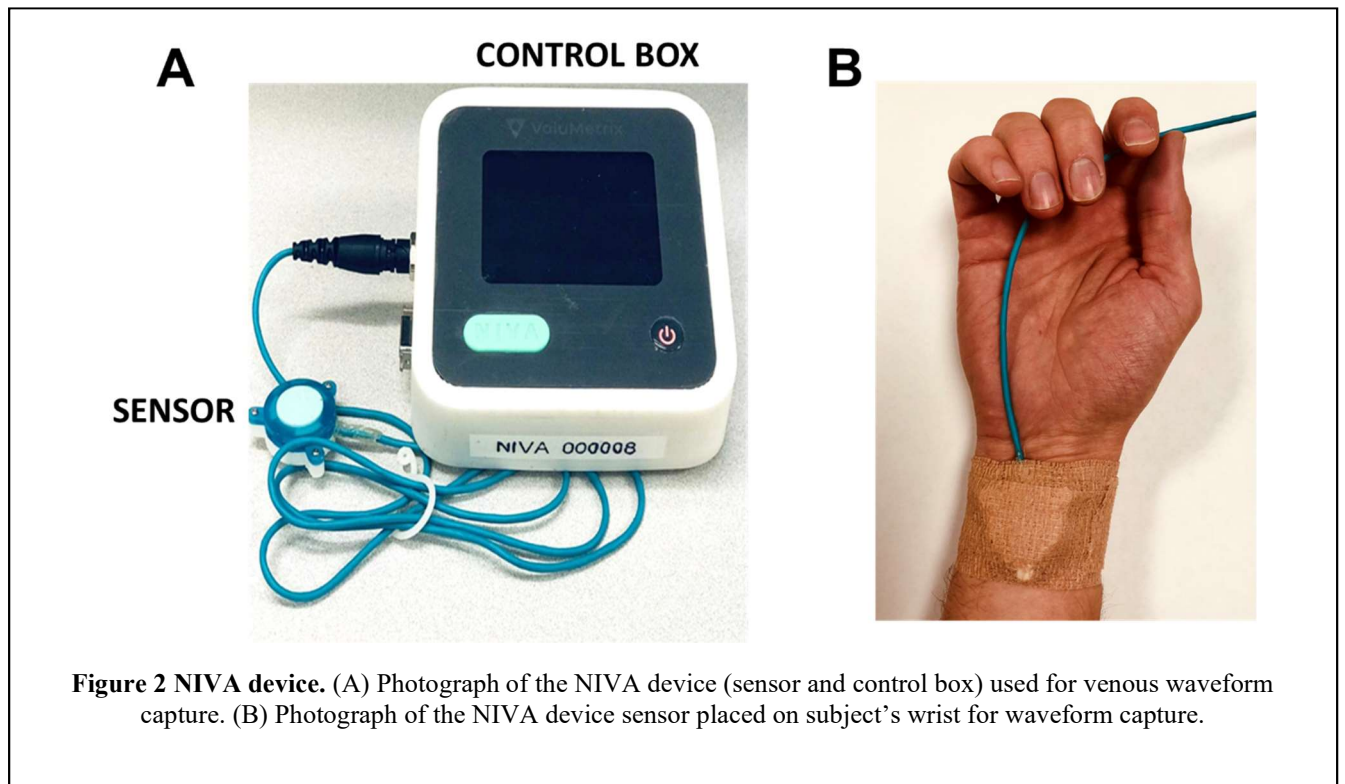 A
CONTROL BOX
B
VoluMetrix
NIVA
SENSOR
NIVA 000008
Figure 2 NIVA device. (A) Photograph of the NIVA device (sensor and control box) used for venous waveform
capture. (B) Photograph of the NIVA device sensor placed on subject’s wrist for waveform capture.